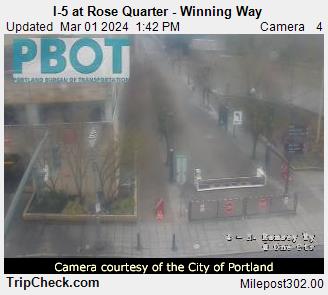 I-5 at Rose Quarter - Winning Way
Updated Mar 01 2024 1:42 PM Camera 4
PBOT
PORTLAND BUREAU OF TRANSPORTATION
Camera courtesy of the City of Portland
TripCheck.com Milepost302.00